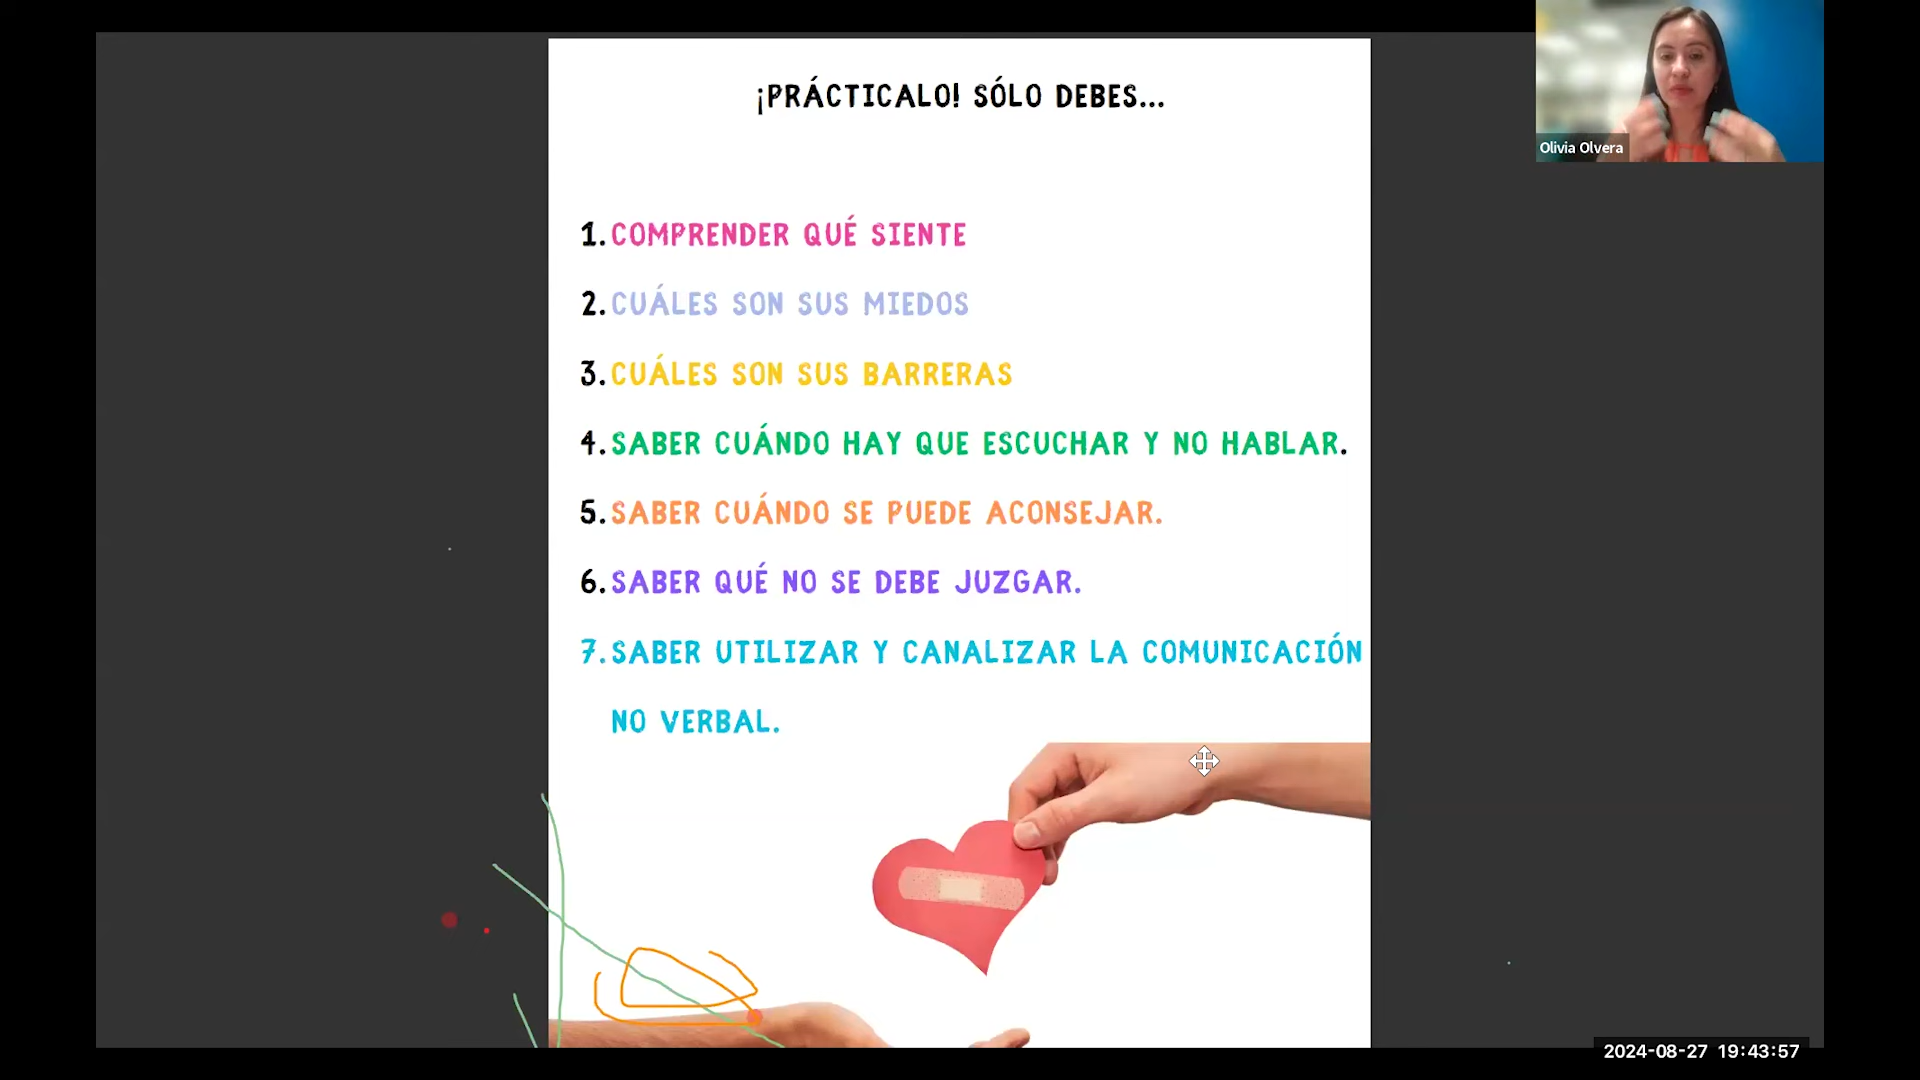 ¡PRÁCTICALO! SÓLO DEBES...
Olivia Olvera
1. COMPRENDER QUÉ SIENTE
2. CUÁLES SON SUS MIEDOS
3. CUÁLES SON SUS BARRERAS
4. SABER CUÁNDO HAY QUE ESCUCHAR Y NO HABLAR.
5. SABER CUÁNDO SE PUEDE ACONSEJAR.
6. SABER QUÉ NO SE DEBE JUZGAR.
7. SABER UTILIZAR Y CANALIZAR LA COMUNICACIÓN
NO VERBAL.
2024-08-27 19:43:57